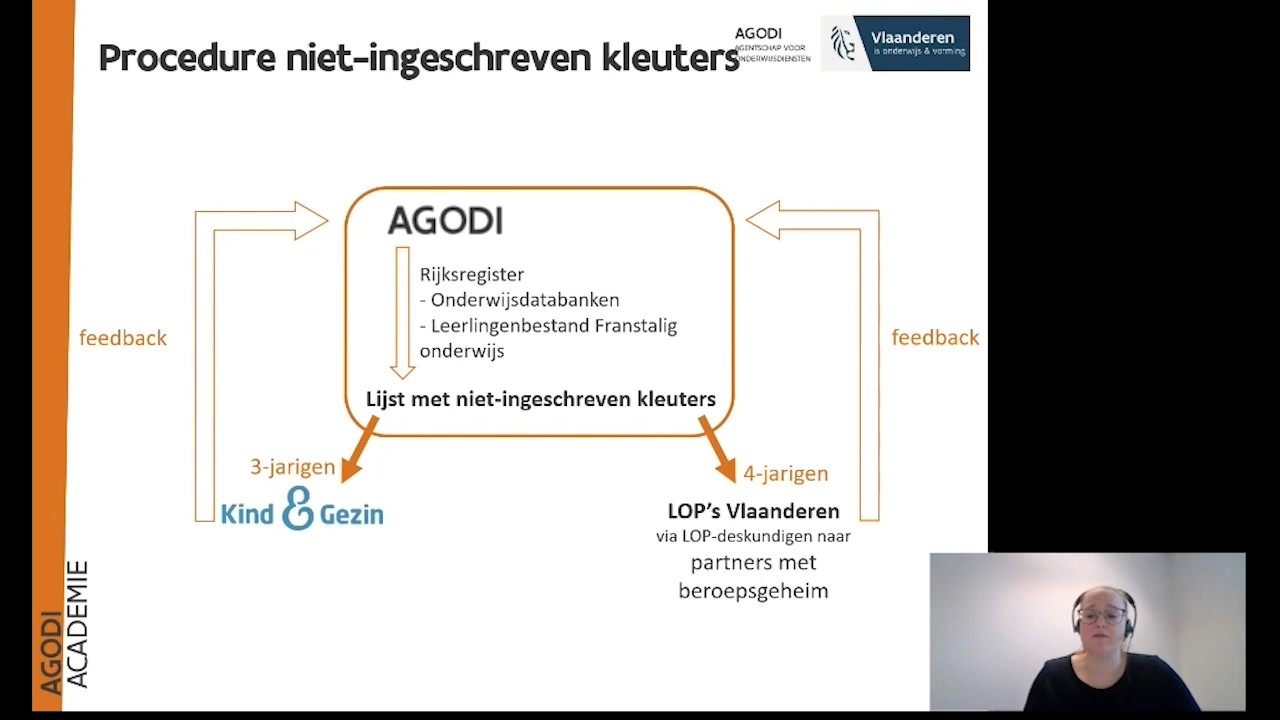 Procedure niet-ingeschreven kleuters
AGODI
AGENTSCHAP VOOR
ONDERWIJSDIENSTEN
Vlaanderen
is onderwijs & vorming
AGODI
Rijksregister
- Onderwijsdatabanken
- Leerlingenbestand Franstalig
onderwijs
Lijst met niet-ingeschreven kleuters
feedback
feedback
3-jarigen
Kind & Gezin
4-jarigen
LOP's Vlaanderen
via LOP-deskundigen naar
partners met
beroepsgeheim
AGODI
ACADEMIE